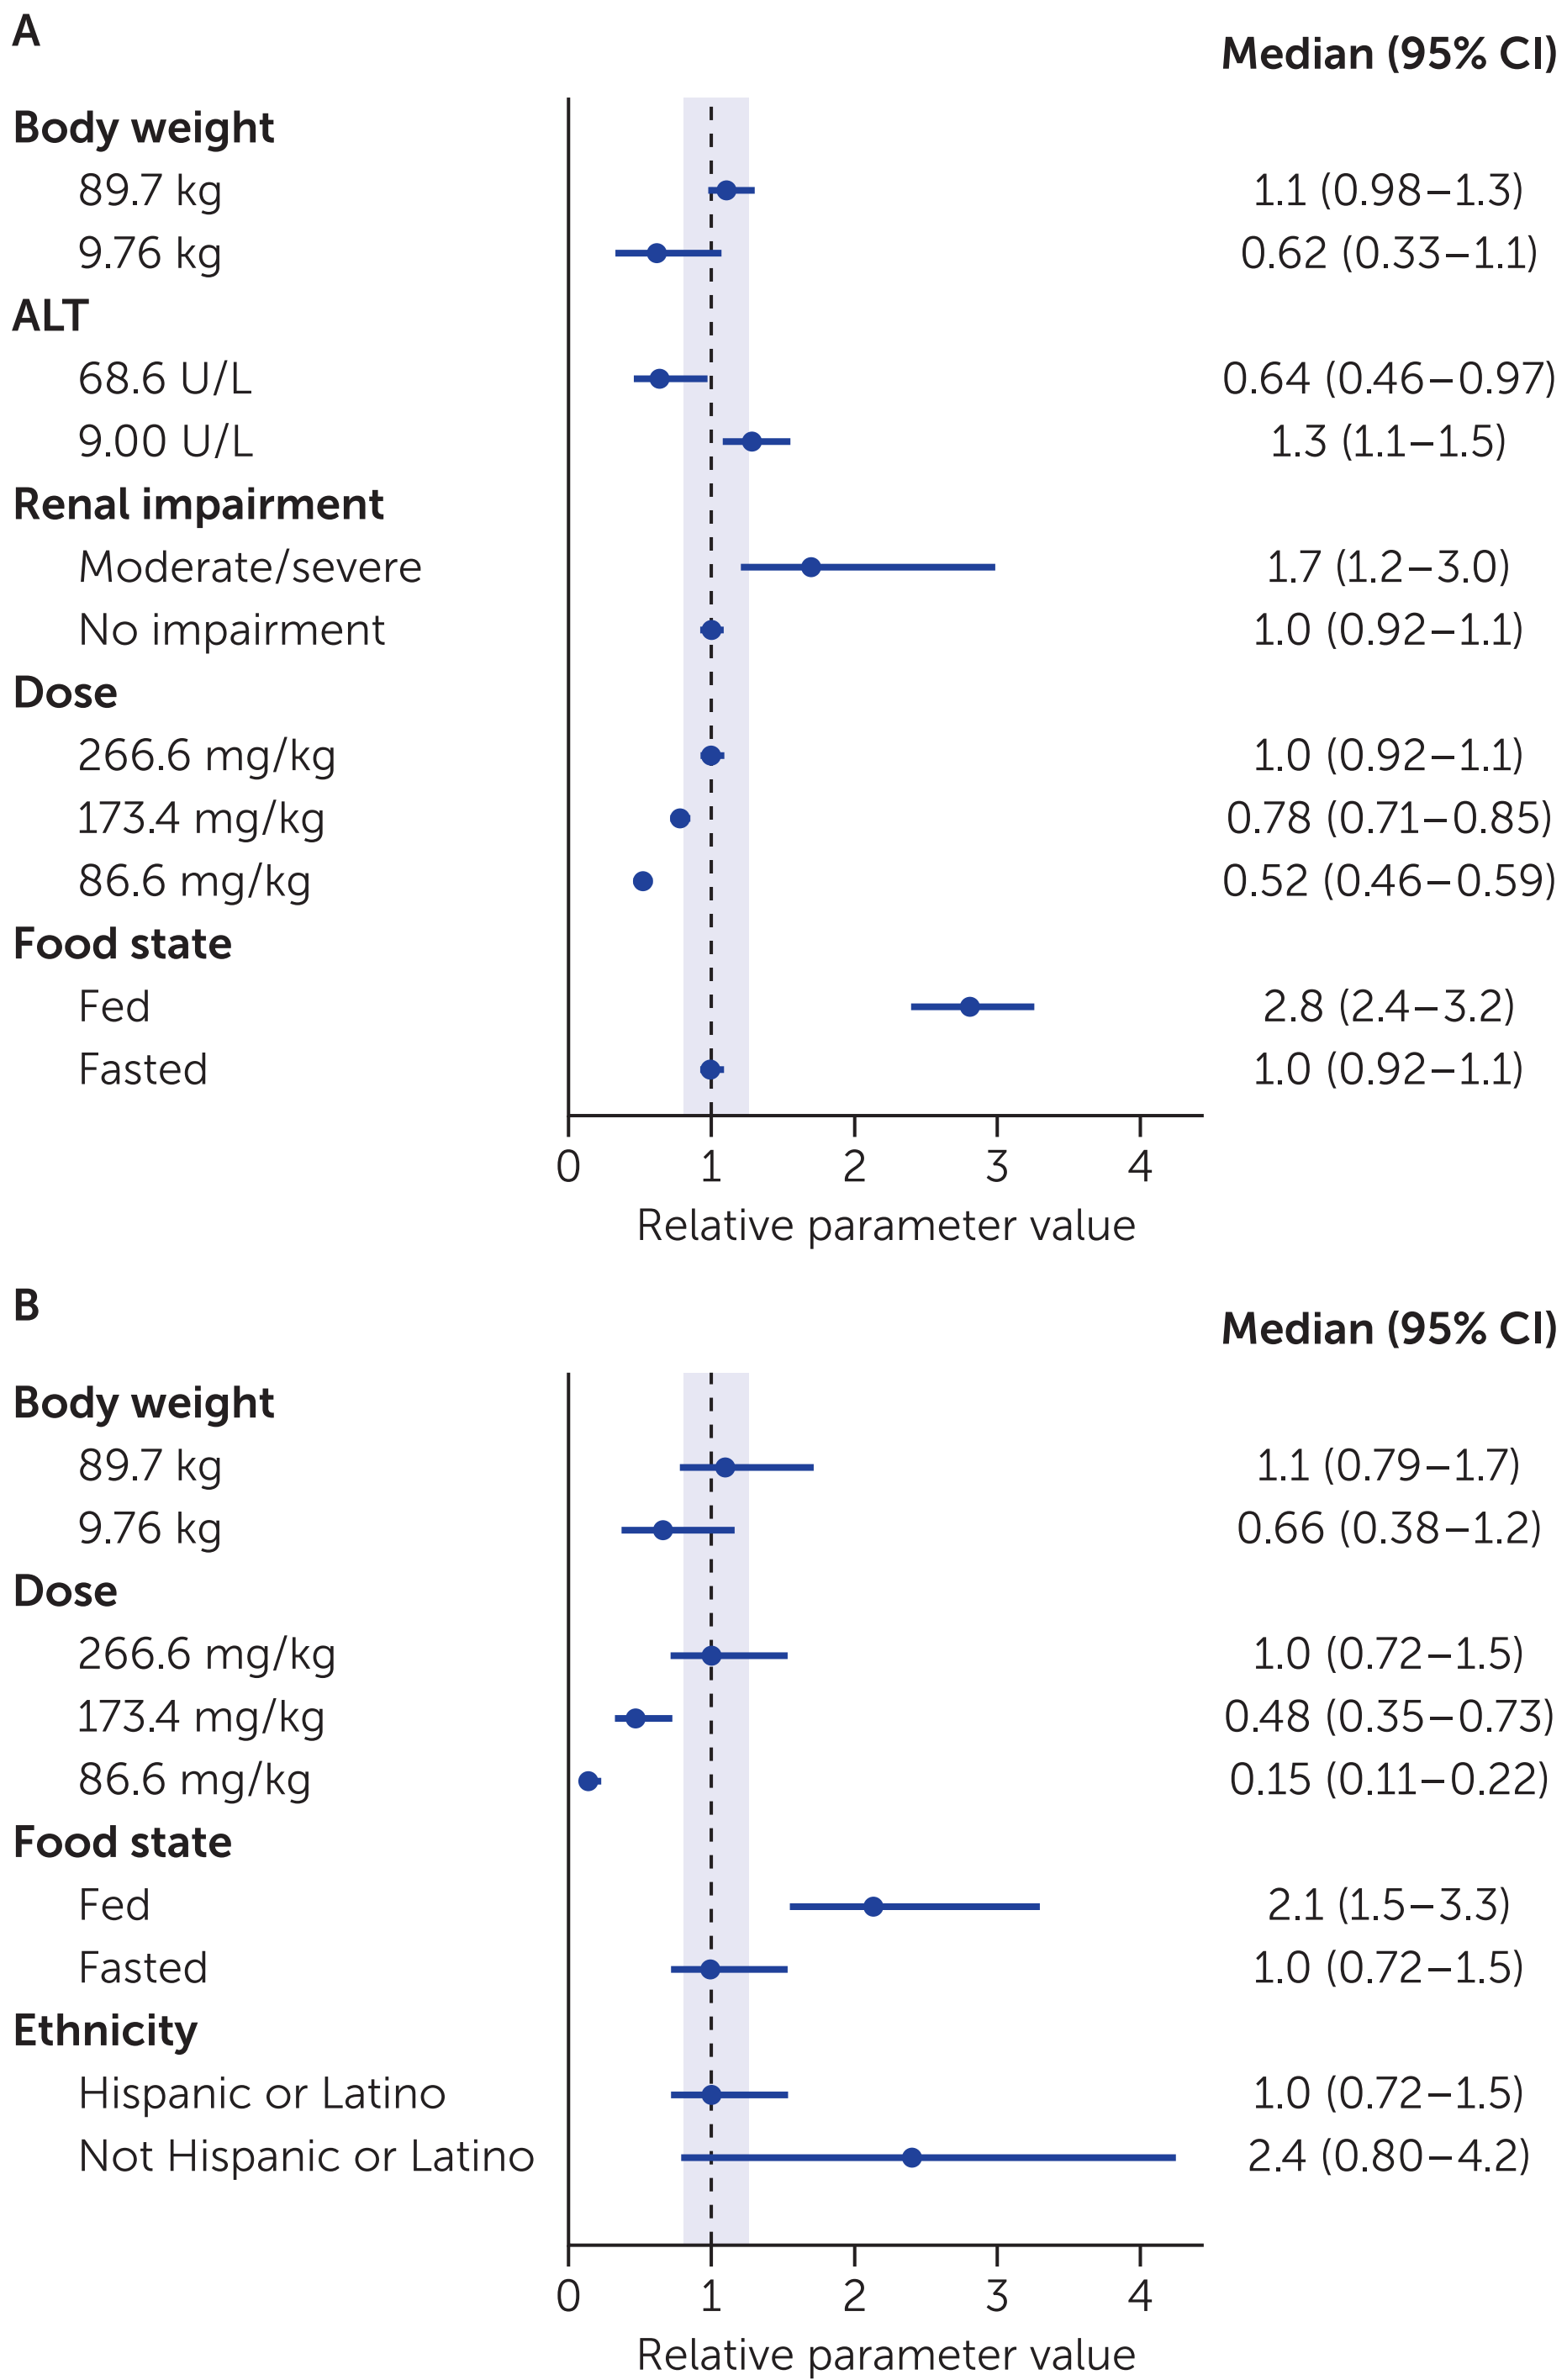 A
Median (95% CI)
Body weight
89.7 kg 1.1 (0.98–1.3)
9.76 kg 0.62 (0.33–1.1)
ALT
68.6 U/L 0.64 (0.46–0.97)
9.00 U/L 1.3 (1.1–1.5)
Renal impairment
Moderate/severe 1.7 (1.2–3.0)
No impairment 1.0 (0.92–1.1)
Dose
266.6 mg/kg 1.0 (0.92–1.1)
173.4 mg/kg 0.78 (0.71–0.85)
86.6 mg/kg 0.52 (0.46–0.59)
Food state
Fed 2.8 (2.4–3.2)
Fasted 1.0 (0.92–1.1)
0 1 2 3 4
Relative parameter value
B
Median (95% CI)
Body weight
89.7 kg 1.1 (0.79–1.7)
9.76 kg 0.66 (0.38–1.2)
Dose
266.6 mg/kg 1.0 (0.72–1.5)
173.4 mg/kg 0.48 (0.35–0.73)
86.6 mg/kg 0.15 (0.11–0.22)
Food state
Fed 2.1 (1.5–3.3)
Fasted 1.0 (0.72–1.5)
Ethnicity
Hispanic or Latino 1.0 (0.72–1.5)
Not Hispanic or Latino 2.4 (0.80–4.2)
0 1 2 3 4
Relative parameter value